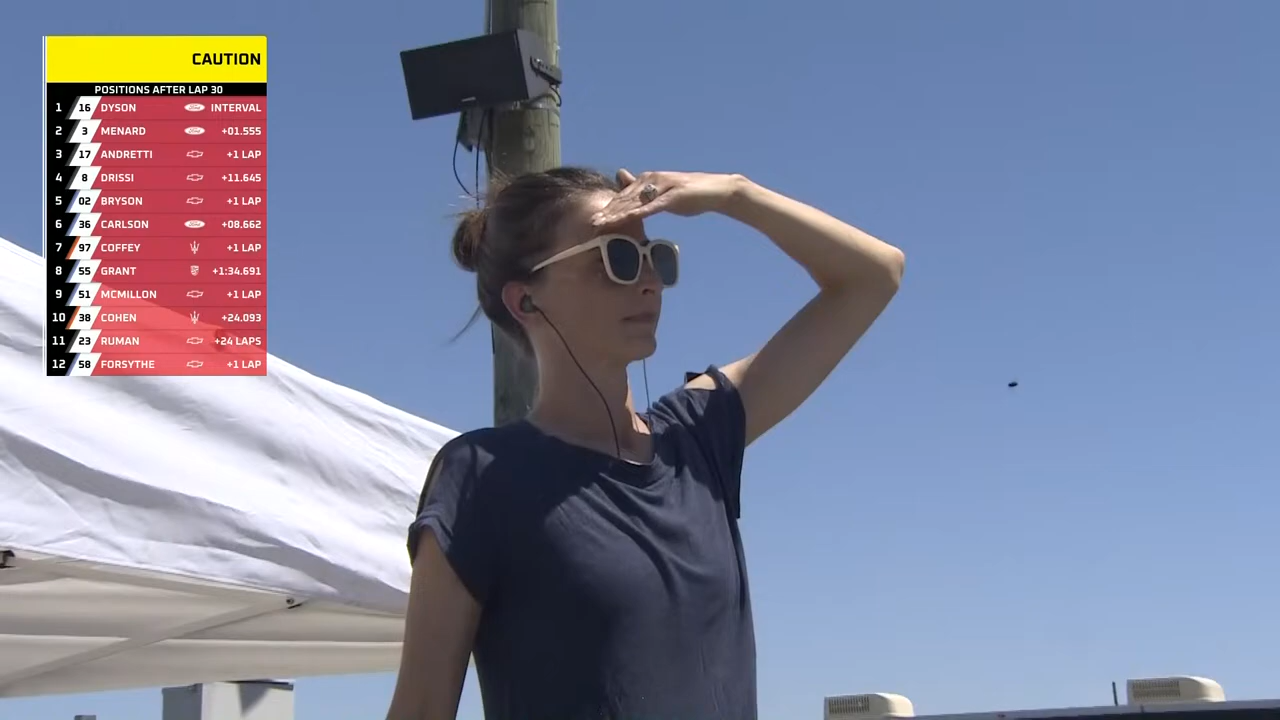 CAUTION
POSITIONS AFTER LAP 30
1 16 DYSON Ford INTERVAL
2 3 MENARD Ford +01.555
3 17 ANDRETTI +1 LAP
4 8 DRISSI +11.645
5 02 BRYSON +1 LAP
6 36 CARLSON Ford +08.662
7 97 COFFEY +1 LAP
8 55 GRANT +1:34.691
9 51 MCMILLON +1 LAP
10 38 COHEN +24.093
11 23 RUMAN +24 LAPS
12 58 FORSYTHE +1 LAP